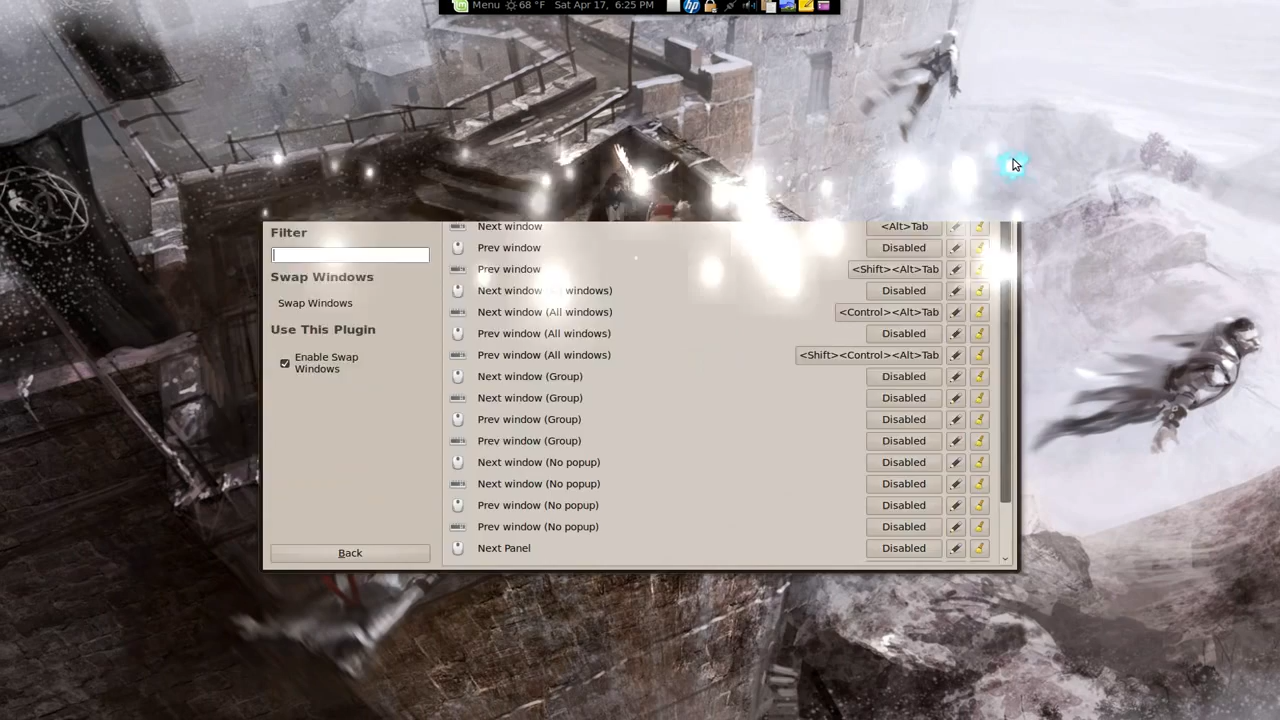 Menu 68 °F Sat Apr 17, 6:25 PM
hp
Filter
Swap Windows
Swap Windows
Use This Plugin
Enable Swap
Windows
Back
Next window <Alt>Tab
Prev window Disabled
Prev window <Shift><Alt>Tab
Next window (All windows) Disabled
Next window (All windows) <Control><Alt>Tab
Prev window (All windows) Disabled
Prev window (All windows) <Shift><Control><Alt>Tab
Next window (Group) Disabled
Next window (Group) Disabled
Prev window (Group) Disabled
Prev window (Group) Disabled
Next window (No popup) Disabled
Next window (No popup) Disabled
Prev window (No popup) Disabled
Prev window (No popup) Disabled
Next Panel Disabled